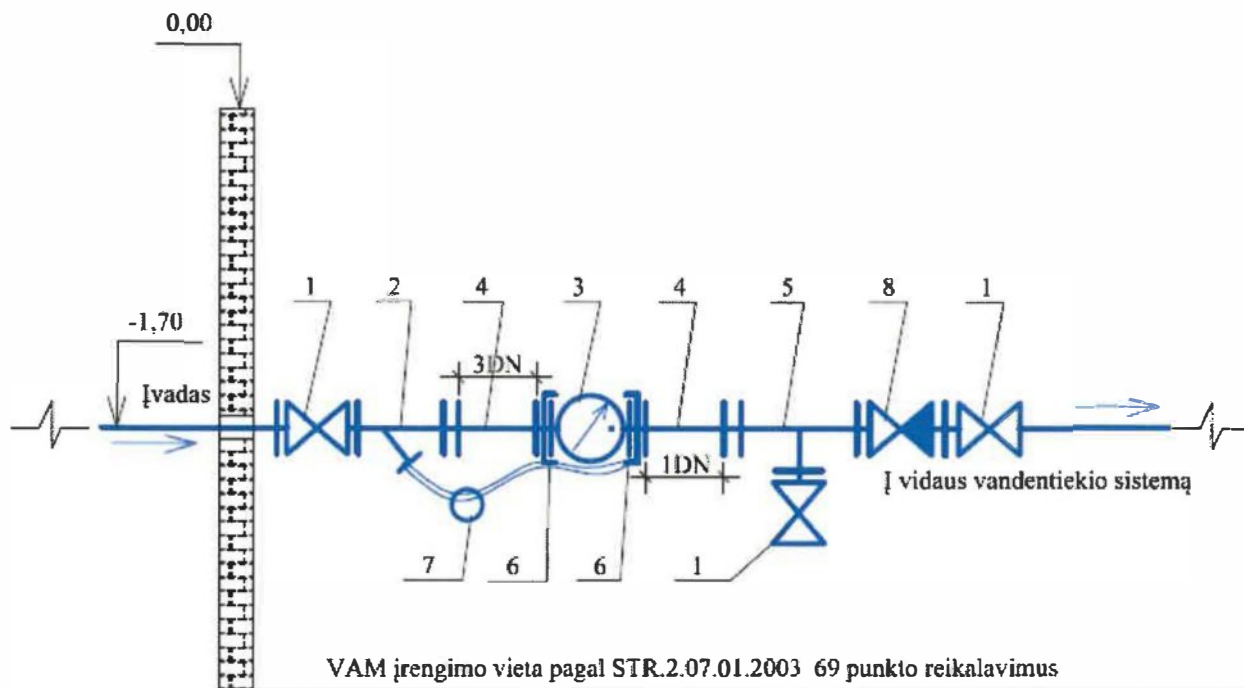 0,00
1 2 4 3 4 5 8 1
-1,70
3DN
Įvadas
1DN
Į vidaus vandentiekio sistemą
7 6 6 1
VAM įrengimo vieta pagal STR.2.07.01.2003 69 punkto reikalavimus